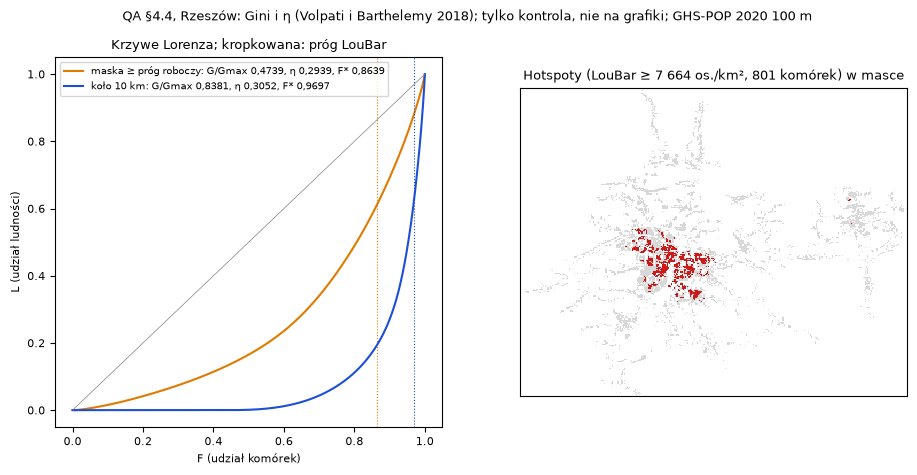 QA §4.4, Rzeszów: Gini i η (Volpati i Barthelemy 2018); tylko kontrola, nie na grafiki; GHS-POP 2020 100 m
Krzywe Lorenza; kropkowana: próg LouBar
maska ≥ próg roboczy: G/Gmax 0,4739, η 0,2939, F* 0,8639
koło 10 km: G/Gmax 0,8381, η 0,3052, F* 0,9697
1.0
0.8
0.6
0.4
0.2
0.0
L (udział ludności)
0.0 0.2 0.4 0.6 0.8 1.0
F (udział komórek)
Hotspoty (LouBar ≥ 7 664 os./km², 801 komórek) w masce